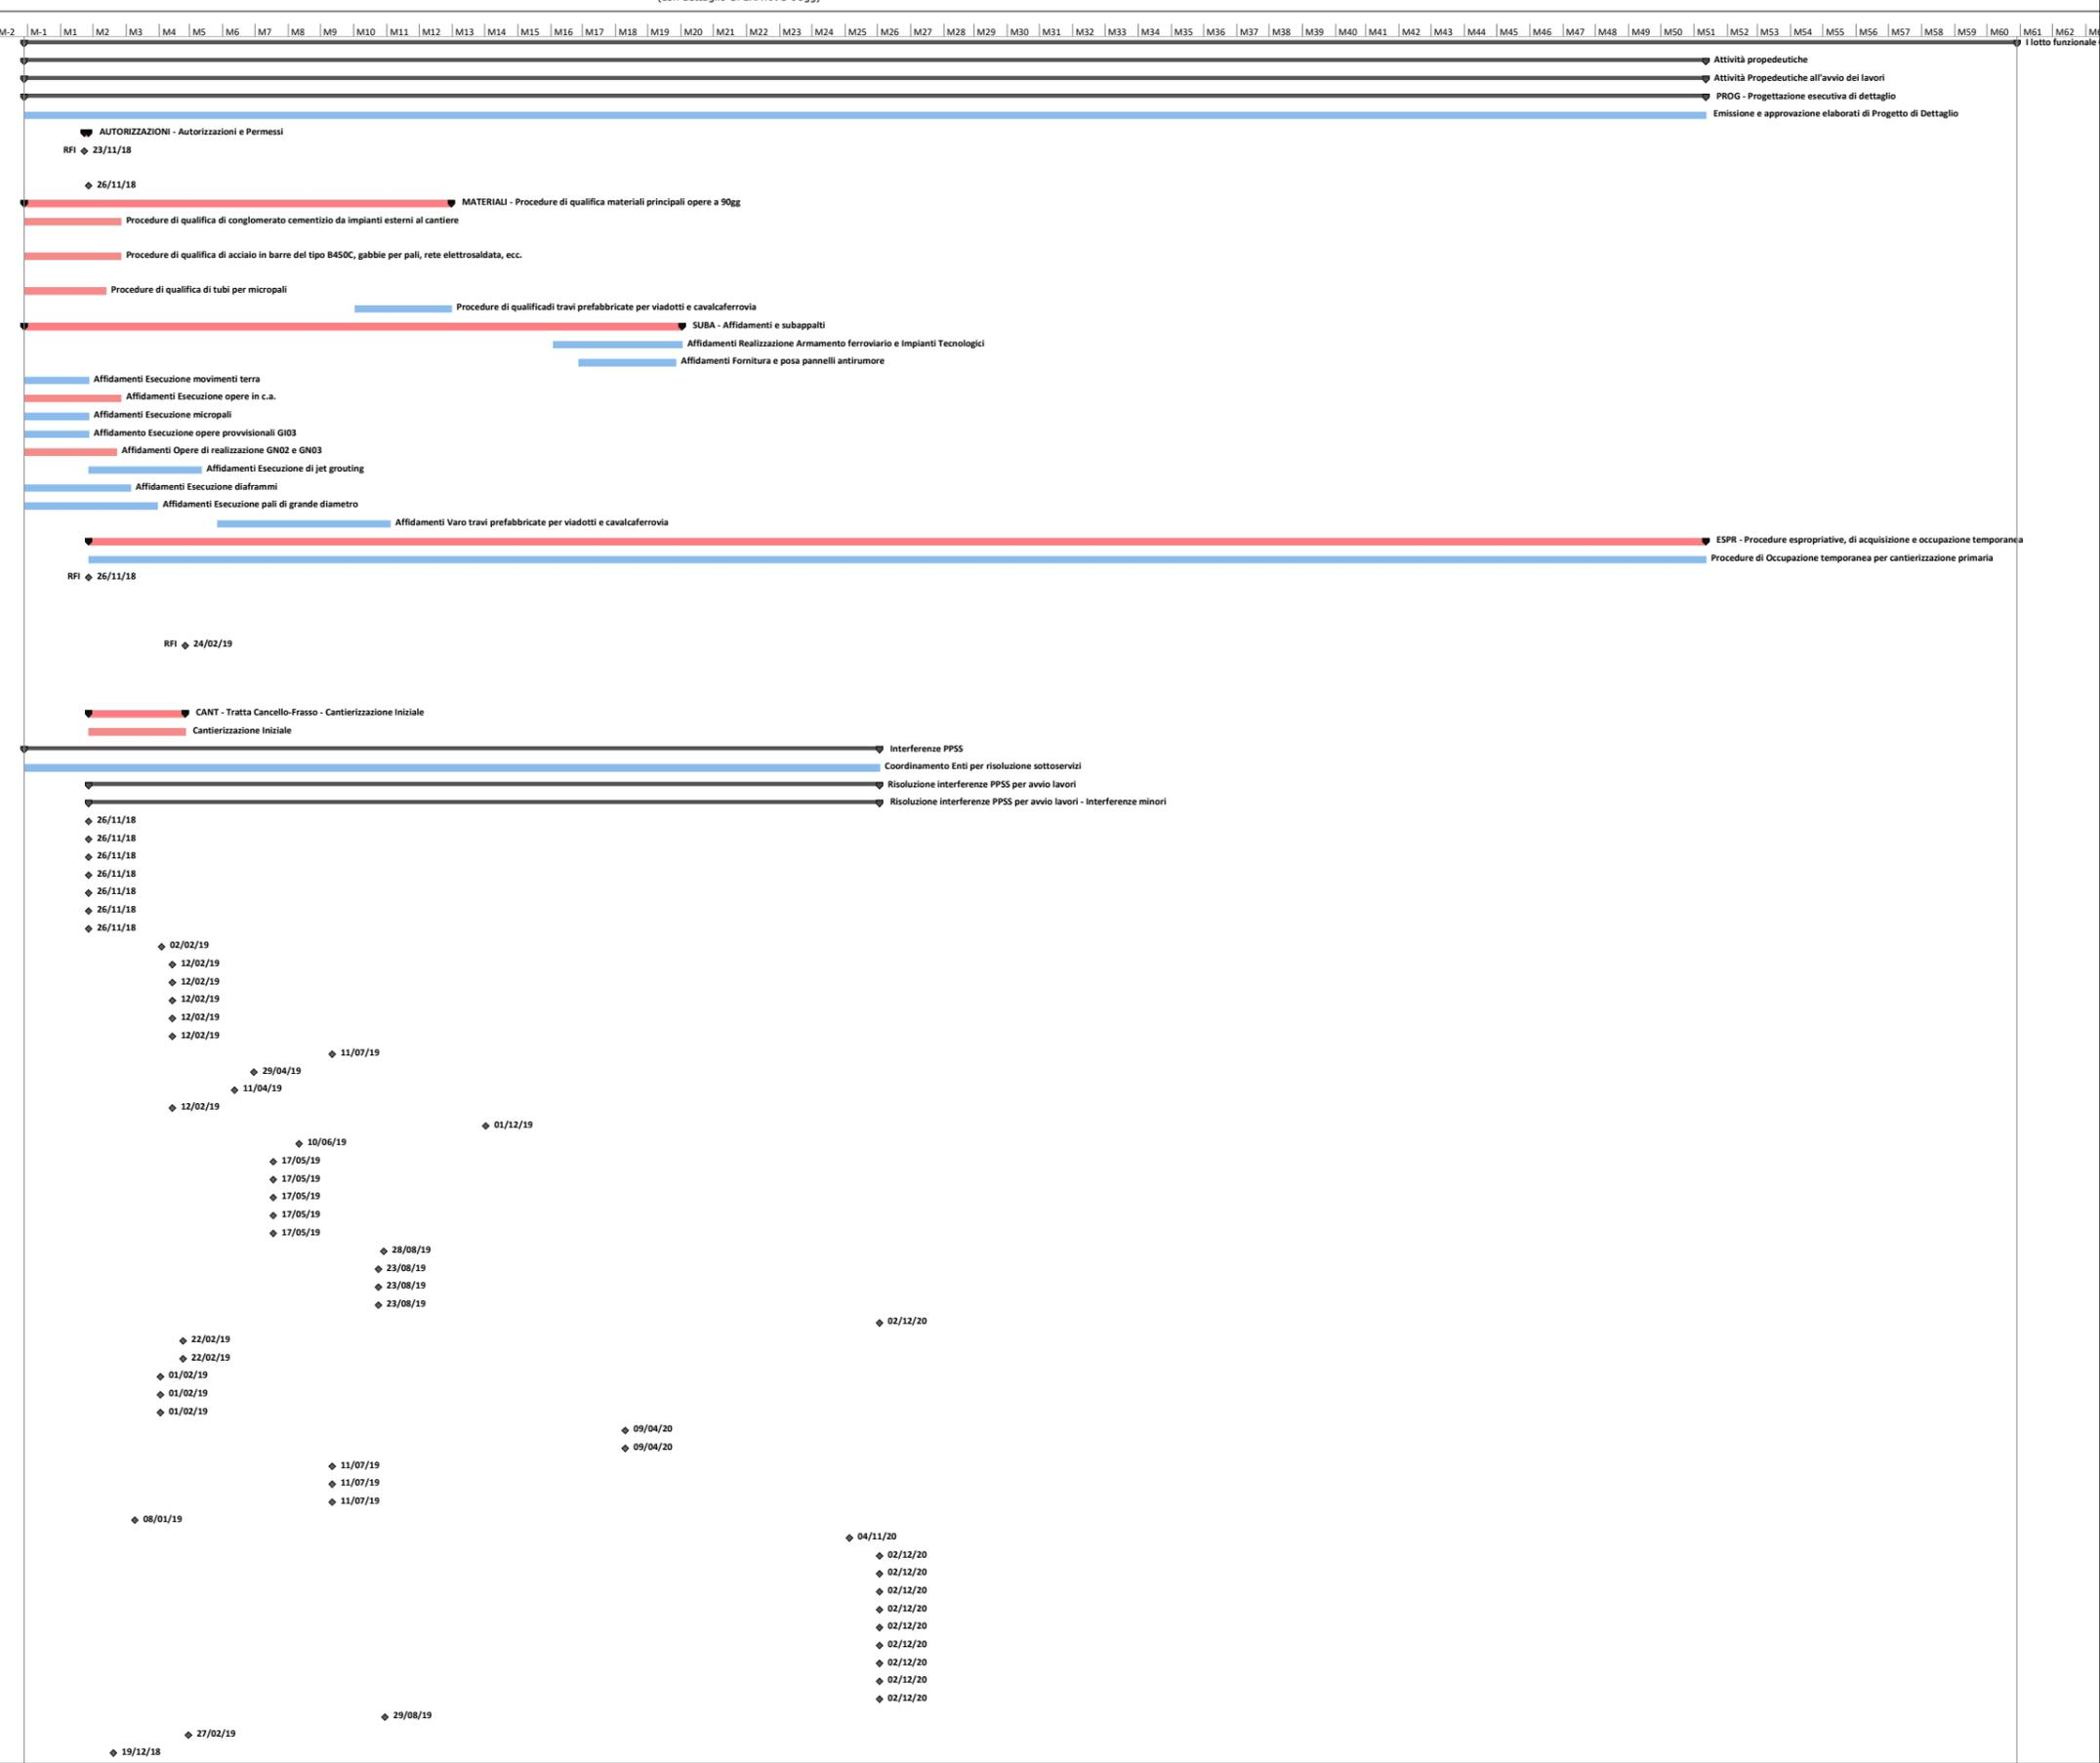 M-2 M-1 M1 M2 M3 M4 M5 M6 M7 M8 M9 M10 M11 M12 M13 M14 M15 M16 M17 M18 M19 M20 M21 M22 M23 M24 M25 M26 M27 M28 M29 M30 M31 M32 M33 M34 M35 M36 M37 M38 M39 M40 M41 M42 M43 M44 M45 M46 M47 M48 M49 M50 M51 M52 M53 M54 M55 M56 M57 M58 M59 M60 M61 M62
I lotto funzionale
Attività propedeutiche
Attività Propedeutiche all'avvio dei lavori
PROG - Progettazione esecutiva di dettaglio
Emissione e approvazione elaborati di Progetto di Dettaglio
AUTORIZZAZIONI - Autorizzazioni e Permessi
RFI 23/11/18
26/11/18
MATERIALI - Procedure di qualifica materiali principali opere a 90gg
Procedure di qualifica di conglomerato cementizio da impianti esterni al cantiere
Procedure di qualifica di acciaio in barre del tipo B450C, gabbie per pali, rete elettrosaldata, ecc.
Procedure di qualifica di tubi per micropali
Procedure di qualificadi travi prefabbricate per viadotti e cavalcaferrovia
SUBA - Affidamenti e subappalti
Affidamenti Realizzazione Armamento ferroviario e Impianti Tecnologici
Affidamenti Fornitura e posa pannelli antirumore
Affidamenti Esecuzione movimenti terra
Affidamenti Esecuzione opere in c.a.
Affidamenti Esecuzione micropali
Affidamento Esecuzione opere provvisionali GI03
Affidamenti Opere di realizzazione GN02 e GN03
Affidamenti Esecuzione di jet grouting
Affidamenti Esecuzione diaframmi
Affidamenti Esecuzione pali di grande diametro
Affidamenti Varo travi prefabbricate per viadotti e cavalcaferrovia
ESPR - Procedure espropriative, di acquisizione e occupazione temporanea
Procedure di Occupazione temporanea per cantierizzazione primaria
RFI 26/11/18
RFI 24/02/19
CANT - Tratta Cancello-Frasso - Cantierizzazione Iniziale
Cantierizzazione Iniziale
Interferenze PPSS
Coordinamento Enti per risoluzione sottoservizi
Risoluzione interferenze PPSS per avvio lavori
Risoluzione interferenze PPSS per avvio lavori - Interferenze minori
26/11/18
26/11/18
26/11/18
26/11/18
26/11/18
26/11/18
26/11/18
02/02/19
12/02/19
12/02/19
12/02/19
12/02/19
12/02/19
11/07/19
29/04/19
11/04/19
12/02/19
01/12/19
10/06/19
17/05/19
17/05/19
17/05/19
17/05/19
17/05/19
28/08/19
23/08/19
23/08/19
23/08/19
02/12/20
22/02/19
22/02/19
01/02/19
01/02/19
01/02/19
09/04/20
09/04/20
11/07/19
11/07/19
11/07/19
08/01/19
04/11/20
02/12/20
02/12/20
02/12/20
02/12/20
02/12/20
02/12/20
02/12/20
02/12/20
02/12/20
29/08/19
27/02/19
19/12/18